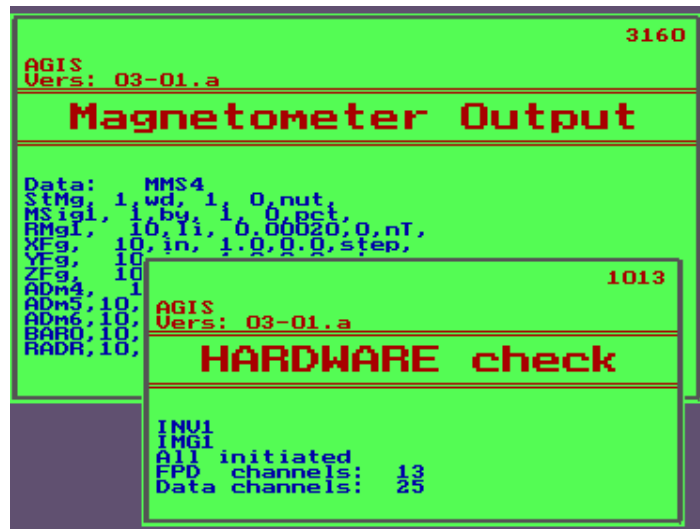 3160
AGIS
Vers: 03-01.a
Magnetometer Output
Data: MMS4
StMg, 1,wd, 1, 0,nut,
MSig1, 1,by, 1, 0,pct,
RMg1, 10,li, 0.00020,0,nT,
XFg, 10,in, 1.0,0.0,step,
YFg, 10
ZFg, 10
ADm4, 1
ADm5,10,
ADm6,10,
BARO,10,
RADR,10,
1013
AGIS
Vers: 03-01.a
HARDWARE check
INV1
IMG1
All initiated
FPD channels: 13
Data channels: 25